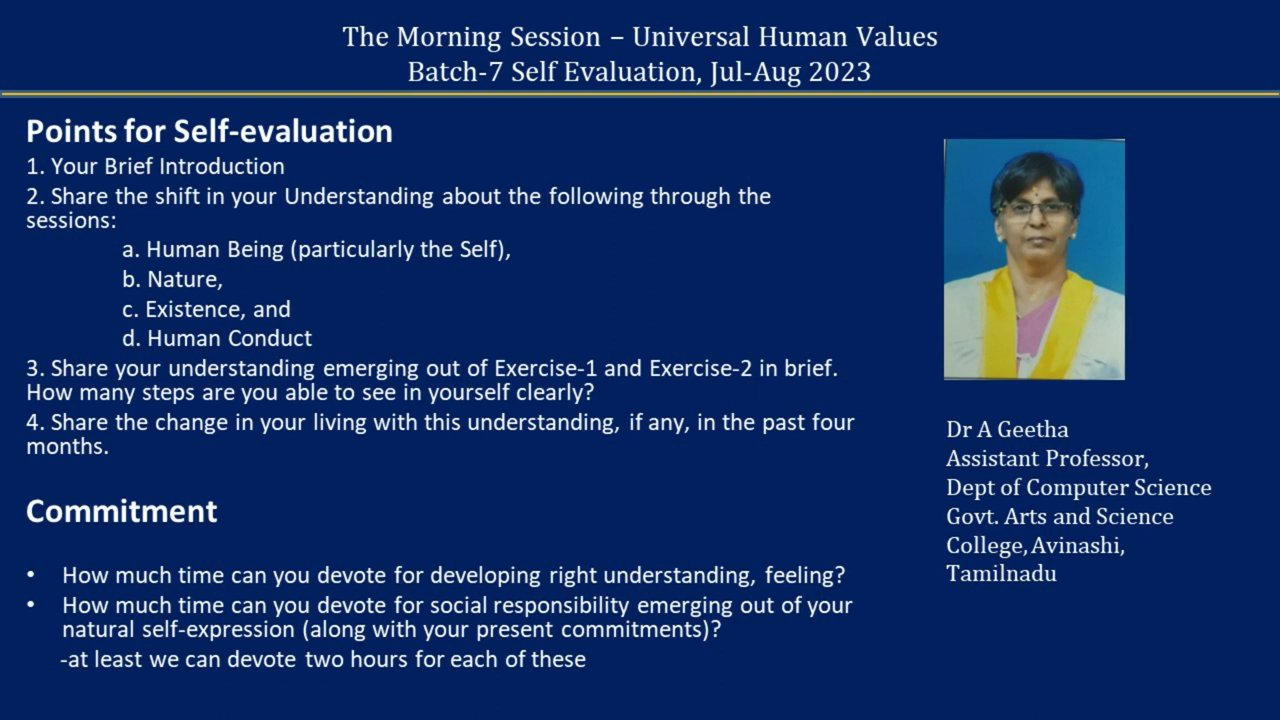 The Morning Session – Universal Human Values
Batch-7 Self Evaluation, Jul-Aug 2023
Points for Self-evaluation
1. Your Brief Introduction
2. Share the shift in your Understanding about the following through the
sessions:
a. Human Being (particularly the Self),
b. Nature,
c. Existence, and
d. Human Conduct
3. Share your understanding emerging out of Exercise-1 and Exercise-2 in brief.
How many steps are you able to see in yourself clearly?
4. Share the change in your living with this understanding, if any, in the past four
months.
Commitment
• How much time can you devote for developing right understanding, feeling?
• How much time can you devote for social responsibility emerging out of your
natural self-expression (along with your present commitments)?
-at least we can devote two hours for each of these
Dr A Geetha
Assistant Professor,
Dept of Computer Science
Govt. Arts and Science
College, Avinashi,
Tamilnadu